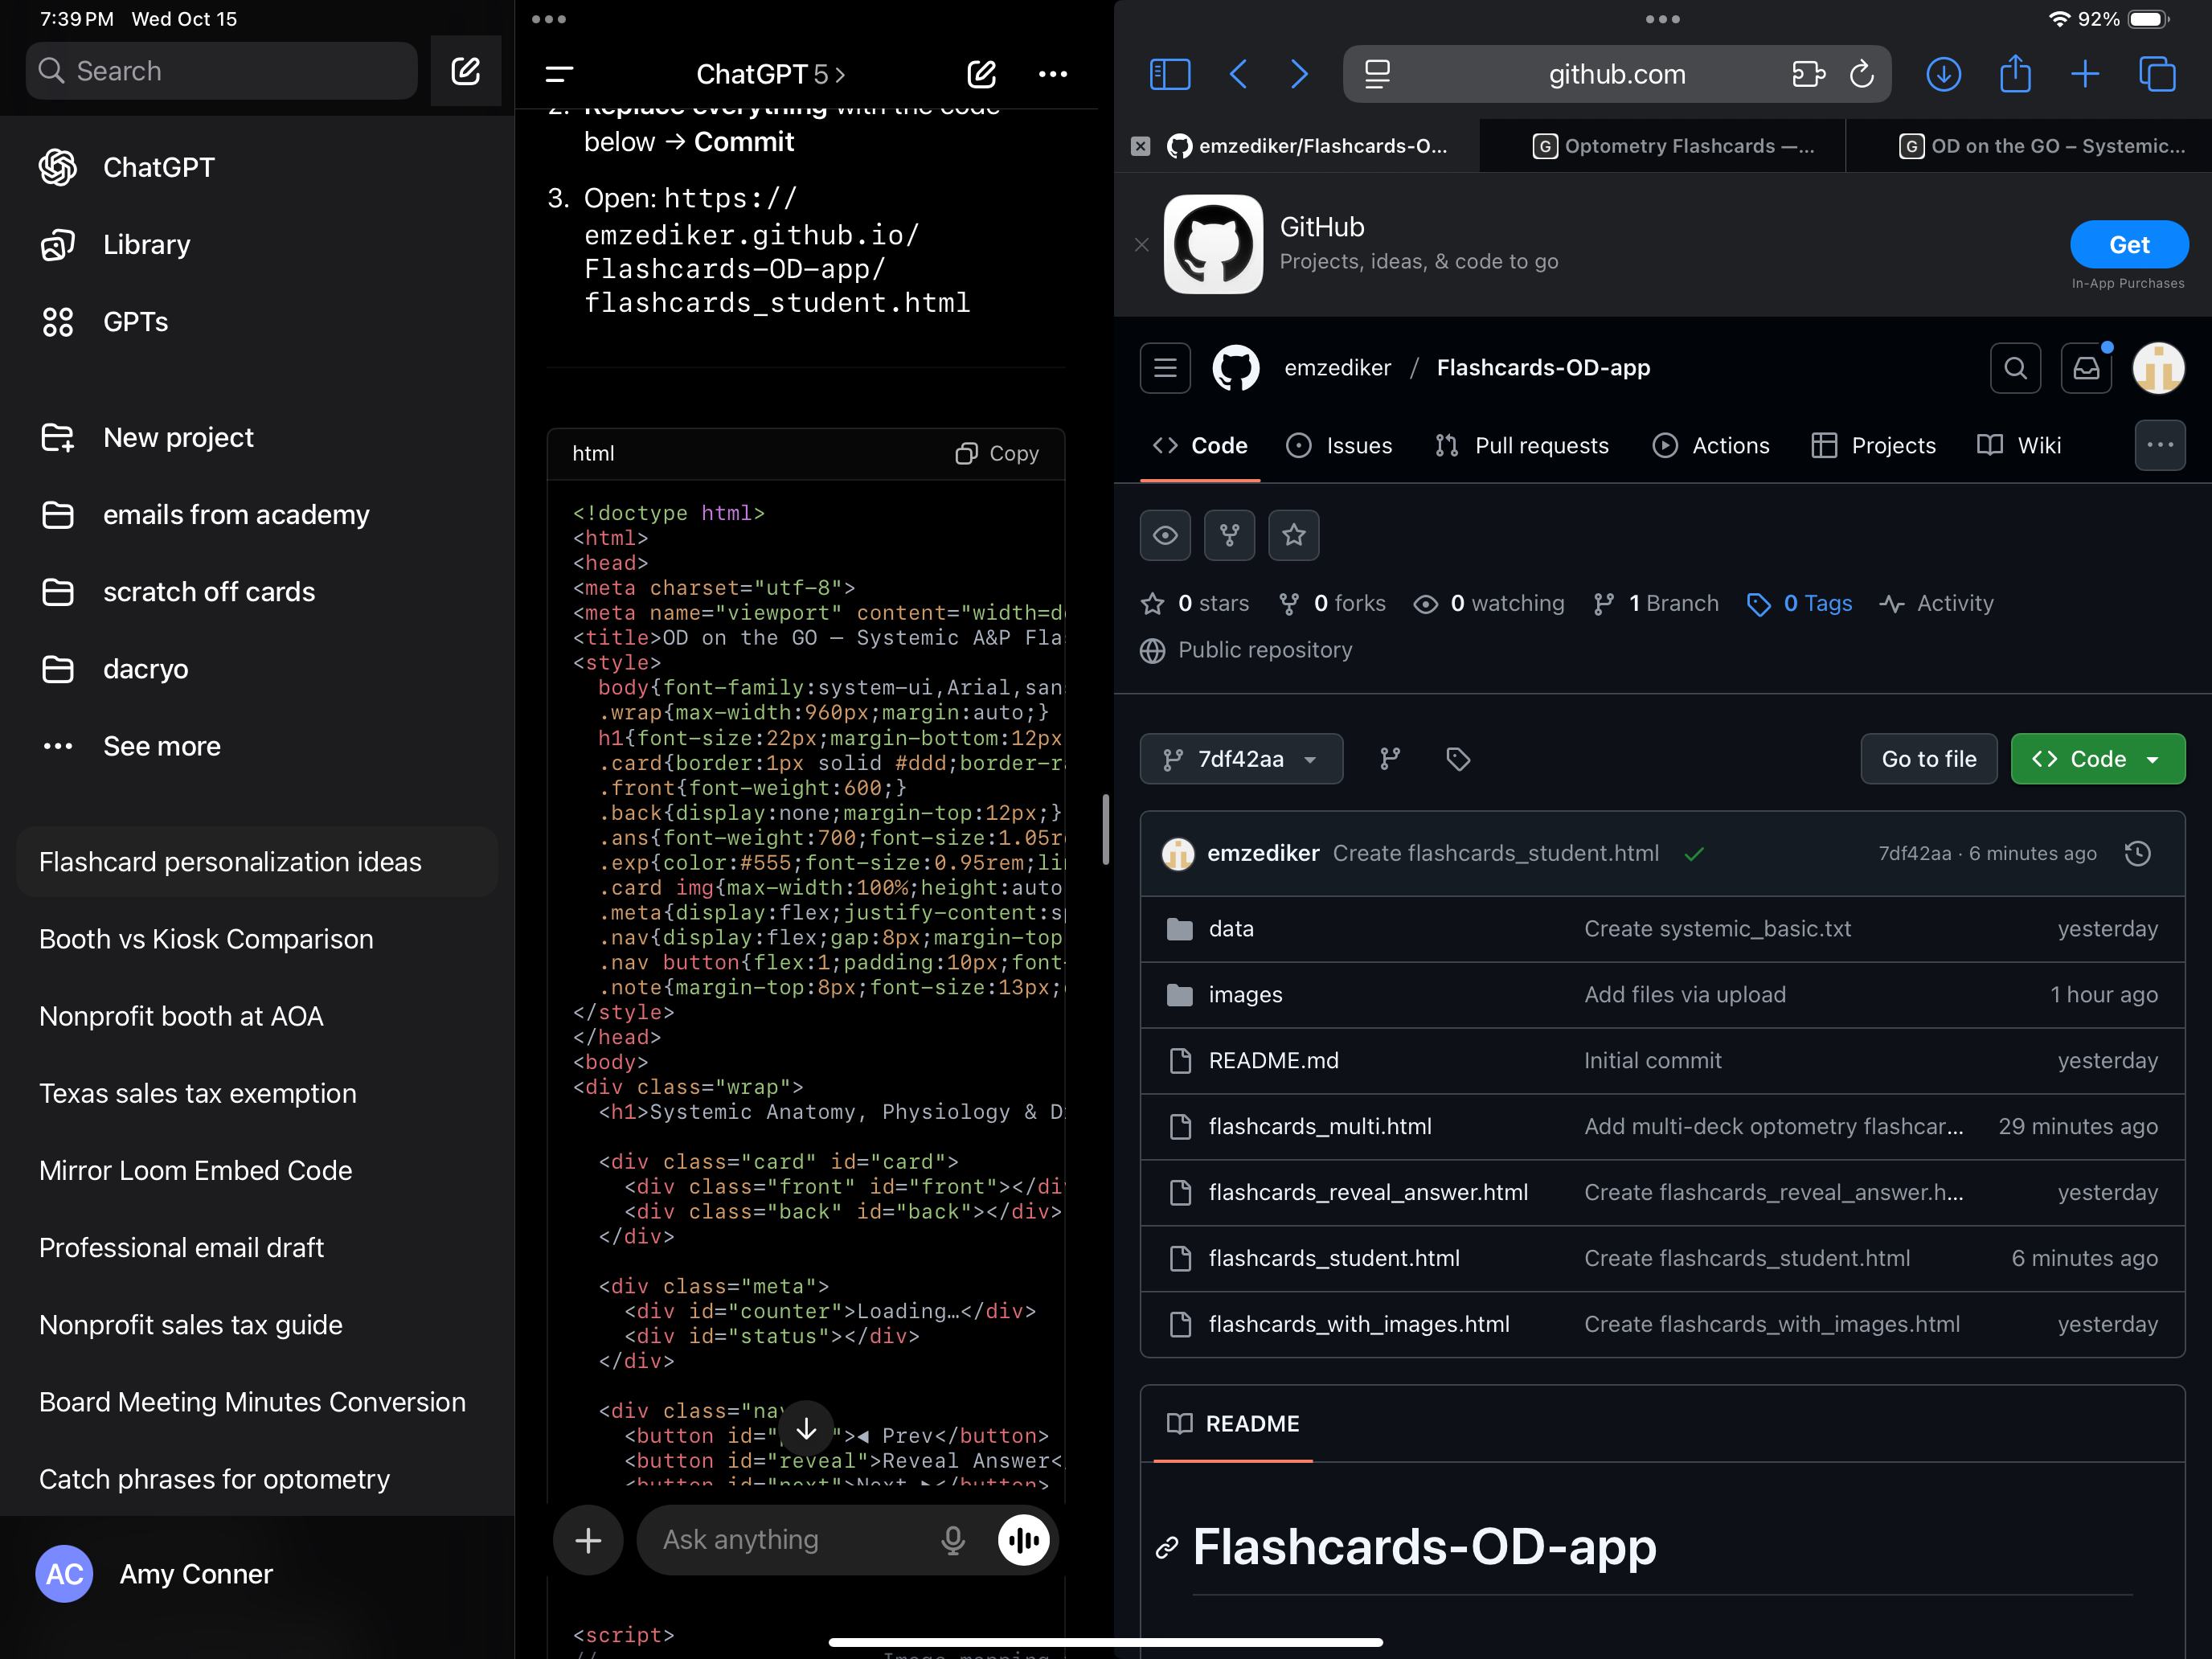 7:39 PM Wed Oct 15
Search
ChatGPT
Library
GPTs
New project
emails from academy
scratch off cards
dacryo
See more
Flashcard personalization ideas
Booth vs Kiosk Comparison
Nonprofit booth at AOA
Texas sales tax exemption
Mirror Loom Embed Code
Professional email draft
Nonprofit sales tax guide
Board Meeting Minutes Conversion
Catch phrases for optometry
AC Amy Conner
ChatGPT 5 >
2. Replace everything with the code
below → Commit
3. Open: https://
emzediker.github.io/
Flashcards-OD-app/
flashcards_student.html
html Copy
<!doctype html>
<html>
<head>
<meta charset="utf-8">
<meta name="viewport" content="width=d
<title>OD on the GO – Systemic A&P Fla
<style>
body{font-family:system-ui,Arial,san
.wrap{max-width:960px;margin:auto;}
h1{font-size:22px;margin-bottom:12px
.card{border:1px solid #ddd;border-r
.front{font-weight:600;}
.back{display:none;margin-top:12px;}
.ans{font-weight:700;font-size:1.05r
.exp{color:#555;font-size:0.95rem;li
.card img{max-width:100%;height:auto
.meta{display:flex;justify-content:s
.nav{display:flex;gap:8px;margin-top
.nav button{flex:1;padding:10px;font-
.note{margin-top:8px;font-size:13px;
</style>
</head>
<body>
<div class="wrap">
<h1>Systemic Anatomy, Physiology & D
<div class="card" id="card">
<div class="front" id="front"></di
<div class="back" id="back"></div>
</div>
<div class="meta">
<div id="counter">Loading…</div>
<div id="status"></div>
</div>
<div class="na
<button id=" ">◀ Prev</button>
<button id="reveal">Reveal Answer<
<button id="next">Next ▶</button>
Ask anything
<script>
// Image mapping
92%
github.com
emzediker/Flashcards-O...
Optometry Flashcards —...
OD on the GO – Systemic...
GitHub
Projects, ideas, & code to go
Get
In-App Purchases
emzediker / Flashcards-OD-app
Code Issues Pull requests Actions Projects Wiki
0 stars 0 forks 0 watching 1 Branch 0 Tags Activity
Public repository
7df42aa Go to file Code
emzediker Create flashcards_student.html 7df42aa · 6 minutes ago
data Create systemic_basic.txt yesterday
images Add files via upload 1 hour ago
README.md Initial commit yesterday
flashcards_multi.html Add multi-deck optometry flashcar... 29 minutes ago
flashcards_reveal_answer.html Create flashcards_reveal_answer.h... yesterday
flashcards_student.html Create flashcards_student.html 6 minutes ago
flashcards_with_images.html Create flashcards_with_images.html yesterday
README
Flashcards-OD-app